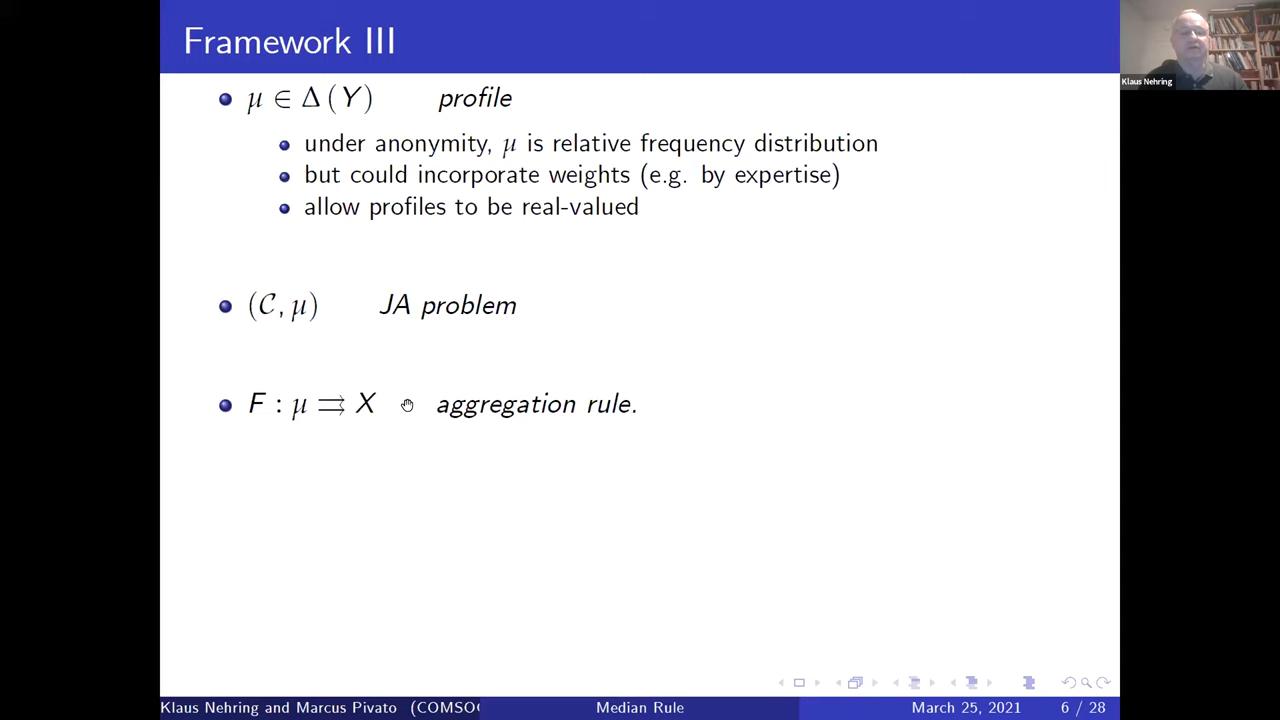 Framework III
μ ∈ Δ (Y) profile
under anonymity, μ is relative frequency distribution
but could incorporate weights (e.g. by expertise)
allow profiles to be real-valued
(𝒞, μ) JA problem
F : μ ⇉ X aggregation rule.
Klaus Nehring
Klaus Nehring and Marcus Pivato (COMSOC
Median Rule
March 25, 2021
6 / 28